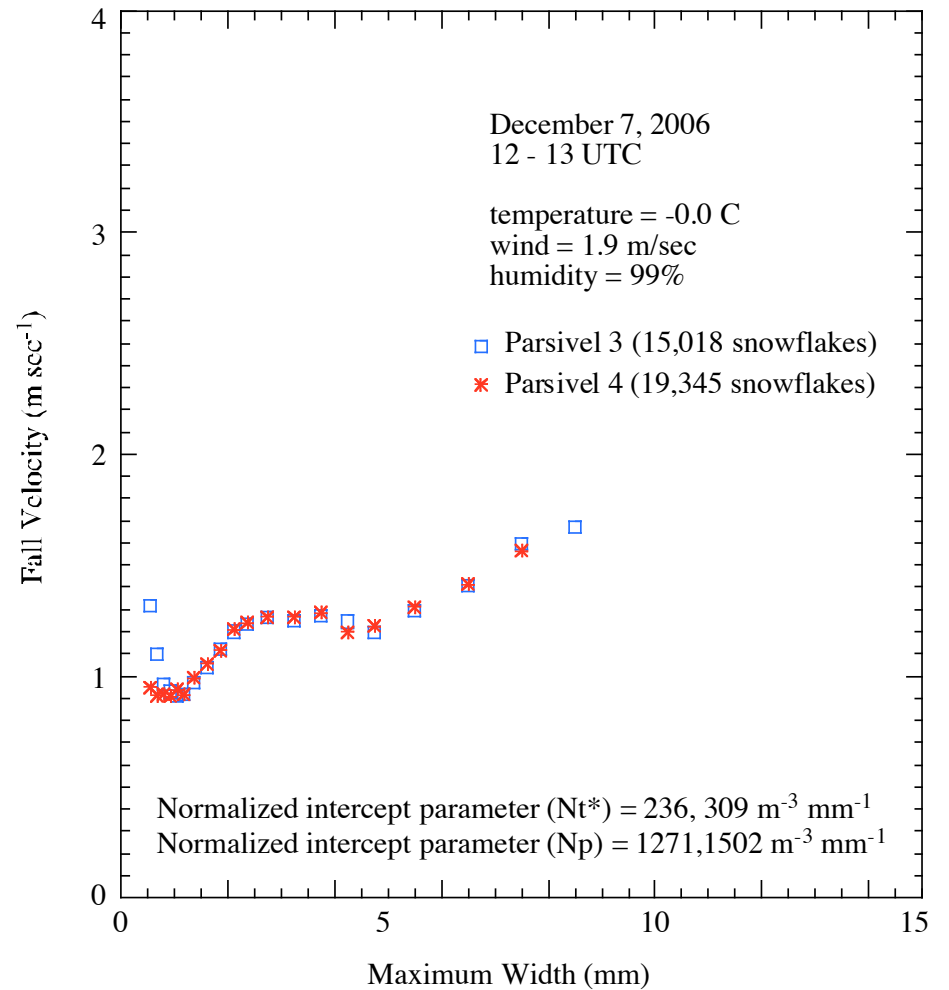 4
December 7, 2006
12 - 13 UTC
temperature = -0.0 C
3
wind = 1.9 m/sec
humidity = 99%
Parsivel 3 (15,018 snowflakes)
Parsivel 4 (19,345 snowflakes)
Fall Velocity (m sec-1)
2
1
Normalized intercept parameter (Nt*) = 236, 309 m-3 mm-1
Normalized intercept parameter (Np) = 1271,1502 m-3 mm-1
0
0 5 10 15
Maximum Width (mm)